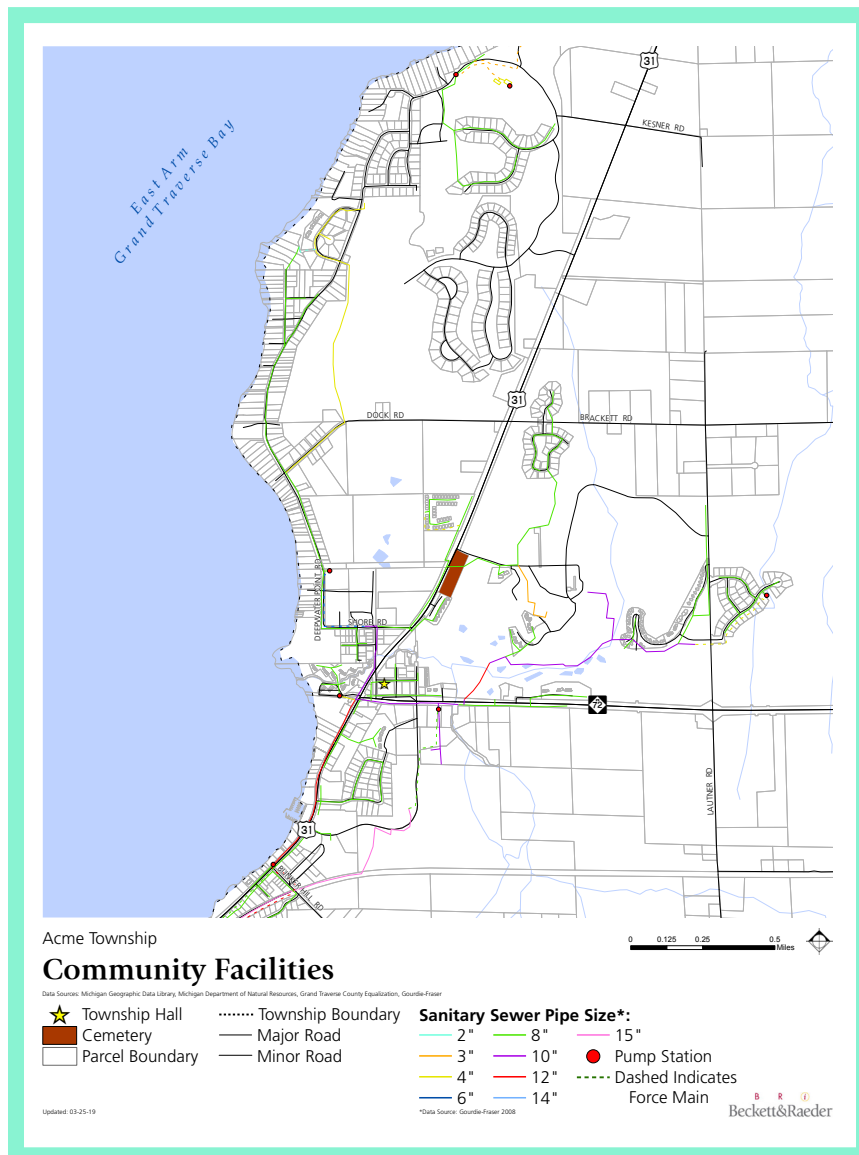 31
KESNER RD
East Arm
Grand Traverse Bay
31
DOCK RD
BRACKETT RD
DEEPWATER POINT RD
SHORE RD
72
LAUTNER RD
31
BUNKER HILL RD
Acme Township
0 0.125 0.25 0.5
Miles
Community Facilities
Data Sources: Michigan Geographic Data Library, Michigan Department of Natural Resources, Grand Traverse County Equalization, Gourdie-Fraser
Township Hall
Cemetery
Parcel Boundary
Township Boundary
Major Road
Minor Road
Sanitary Sewer Pipe Size*:
2"
3"
4"
6"
8"
10"
12"
14"
15"
Pump Station
Dashed Indicates
Force Main
*Data Source: Gourdie-Fraser 2008
Updated: 03-25-19
B R i
Beckett&Raeder